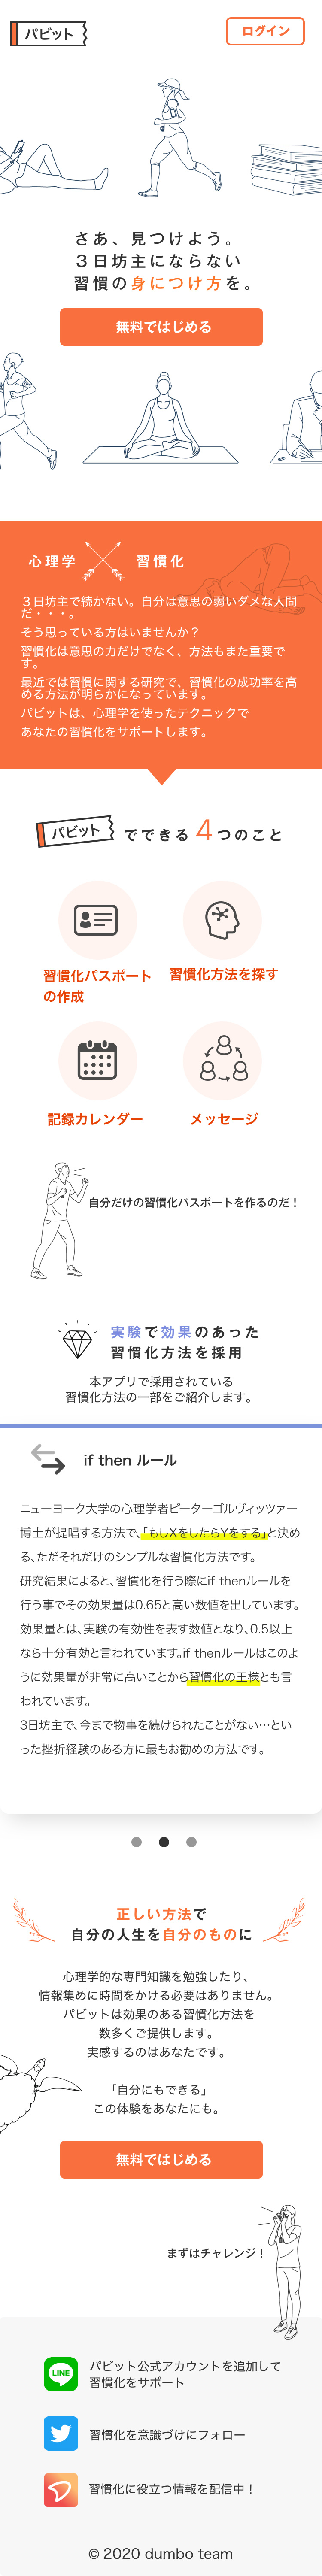 パビット
ログイン
さあ、見つけよう。
３日坊主にならない
習慣の身につけ方を。
無料ではじめる
心理学
習慣化
３日坊主で続かない。自分は意思の弱いダメな人間
だ・・・。
そう思っている方はいませんか？
習慣化は意思の力だけでなく、方法もまた重要で
す。
最近では習慣に関する研究で、習慣化の成功率を高
める方法が明らかになっています。
パビットは、心理学を使ったテクニックで
あなたの習慣化をサポートします。
パビット でできる 4 つのこと
習慣化パスポート
の作成
習慣化方法を探す
記録カレンダー
メッセージ
自分だけの習慣化パスポートを作るのだ！
実験で効果のあった
習慣化方法を採用
本アプリで採用されている
習慣化方法の一部をご紹介します。
if then ルール
ニューヨーク大学の心理学者ピーターゴルヴィッツァー
博士が提唱する方法で、「もしXをしたらYをする」と決め
る、ただそれだけのシンプルな習慣化方法です。
研究結果によると、習慣化を行う際にif thenルールを
行う事でその効果量は0.65と高い数値を出しています。
効果量とは、実験の有効性を表す数値となり、0.5以上
なら十分有効と言われています。if thenルールはこのよ
うに効果量が非常に高いことから習慣化の王様とも言
われています。
3日坊主で、今まで物事を続けられたことがない…とい
った挫折経験のある方に最もお勧めの方法です。
正しい方法で
自分の人生を自分のものに
心理学的な専門知識を勉強したり、
情報集めに時間をかける必要はありません。
パビットは効果のある習慣化方法を
数多くご提供します。
実感するのはあなたです。
「自分にもできる」
この体験をあなたにも。
無料ではじめる
まずはチャレンジ！
LINE
パビット公式アカウントを追加して
習慣化をサポート
習慣化を意識づけにフォロー
習慣化に役立つ情報を配信中！
© 2020 dumbo team